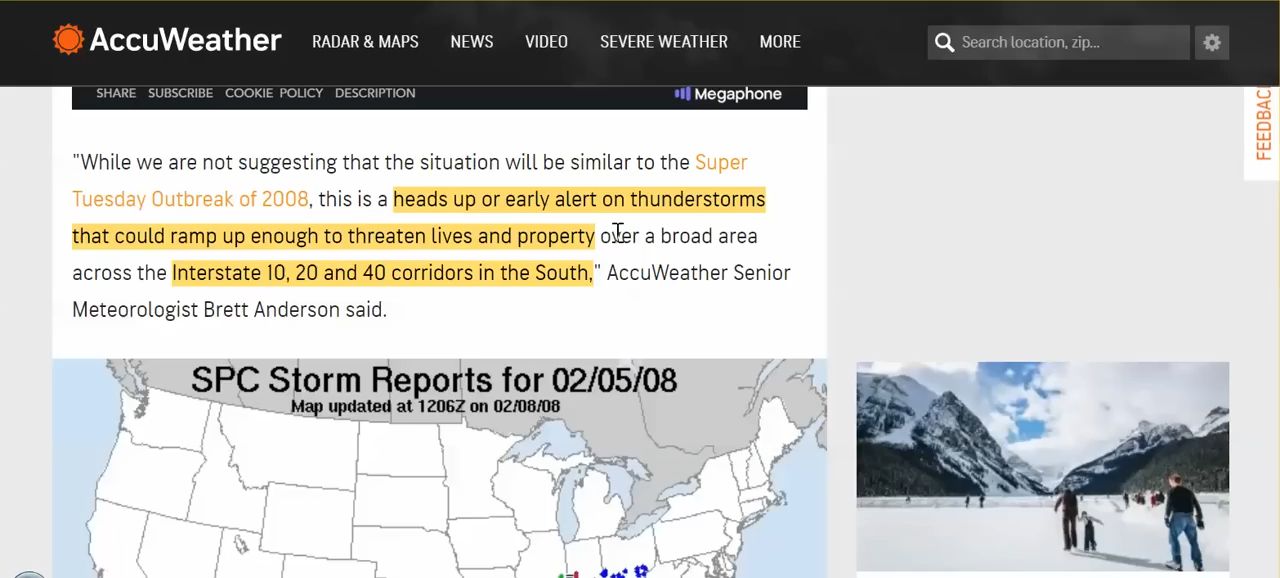 AccuWeather RADAR & MAPS NEWS VIDEO SEVERE WEATHER MORE Search location, zip...
SHARE SUBSCRIBE COOKIE POLICY DESCRIPTION Megaphone
FEEDBAC
"While we are not suggesting that the situation will be similar to the Super
Tuesday Outbreak of 2008, this is a heads up or early alert on thunderstorms
that could ramp up enough to threaten lives and property over a broad area
across the Interstate 10, 20 and 40 corridors in the South," AccuWeather Senior
Meteorologist Brett Anderson said.
SPC Storm Reports for 02/05/08
Map updated at 1206Z on 02/08/08